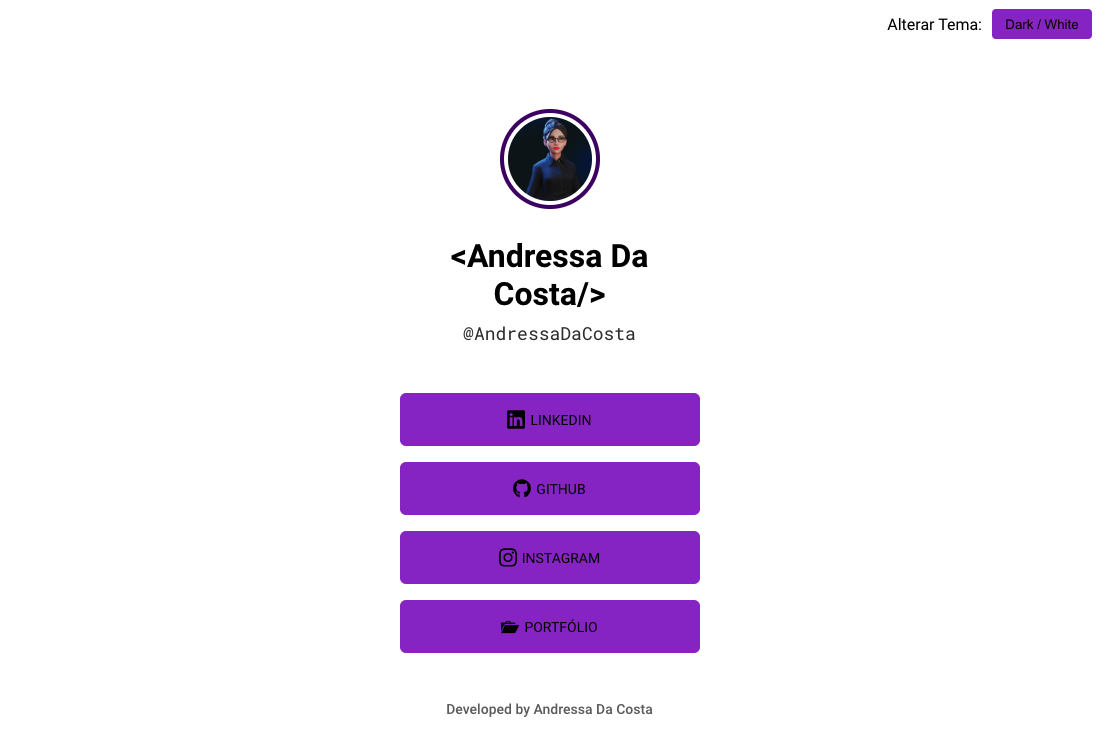 Alterar Tema: Dark / White
<Andressa Da
Costa/>
@AndressaDaCosta
LINKEDIN
GITHUB
INSTAGRAM
PORTFÓLIO
Developed by Andressa Da Costa